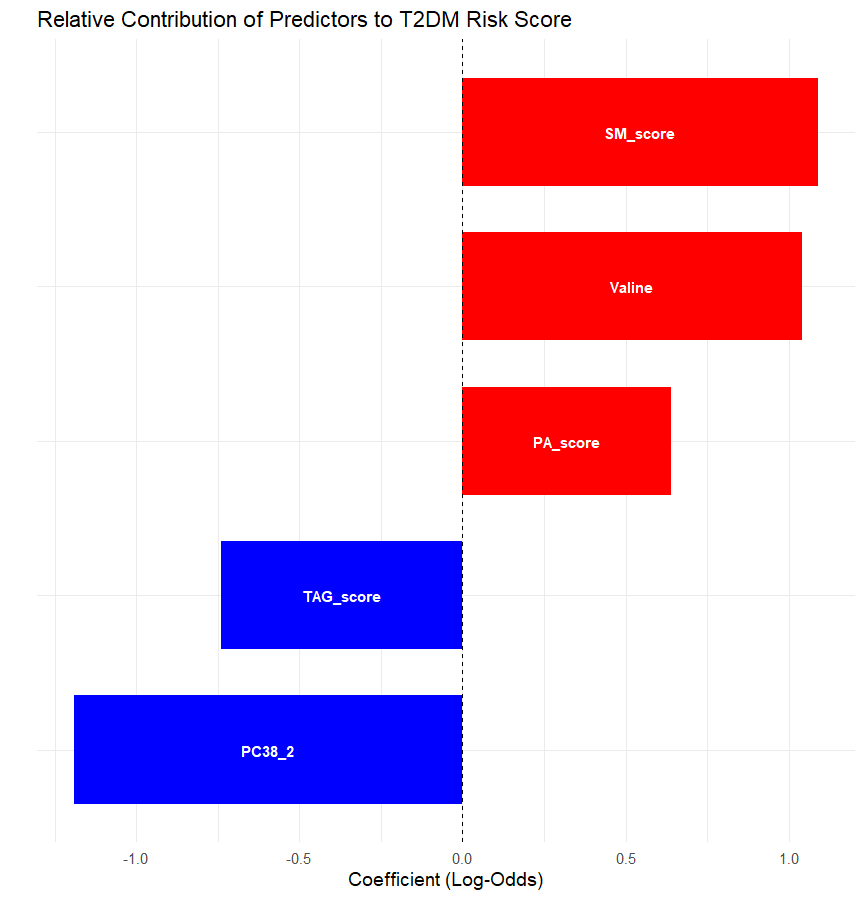 Relative Contribution of Predictors to T2DM Risk Score
SM_score
Valine
PA_score
TAG_score
PC38_2
-1.0 -0.5 0.0 0.5 1.0
Coefficient (Log-Odds)